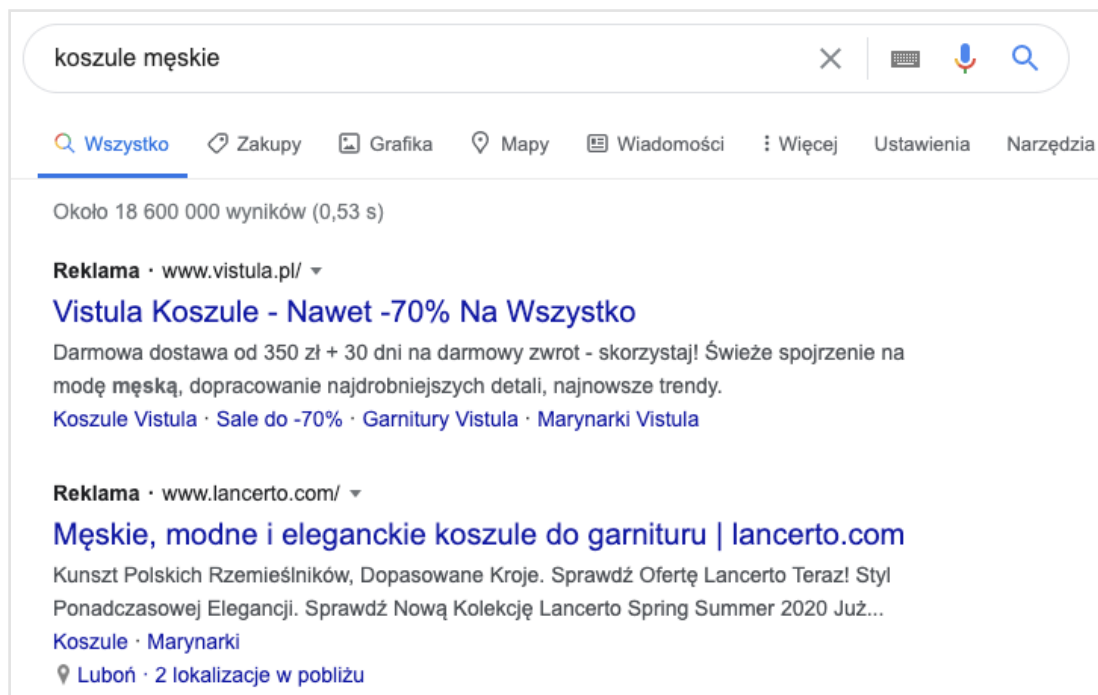 koszule męskie
Wszystko Zakupy Grafika Mapy Wiadomości Więcej Ustawienia Narzędzia
Około 18 600 000 wyników (0,53 s)
Reklama · www.vistula.pl/
Vistula Koszule - Nawet -70% Na Wszystko
Darmowa dostawa od 350 zł + 30 dni na darmowy zwrot - skorzystaj! Świeże spojrzenie na
modę męską, dopracowanie najdrobniejszych detali, najnowsze trendy.
Koszule Vistula · Sale do -70% · Garnitury Vistula · Marynarki Vistula
Reklama · www.lancerto.com/
Męskie, modne i eleganckie koszule do garnituru | lancerto.com
Kunszt Polskich Rzemieślników, Dopasowane Kroje. Sprawdź Ofertę Lancerto Teraz! Styl
Ponadczasowej Elegancji. Sprawdź Nową Kolekcję Lancerto Spring Summer 2020 Już...
Koszule · Marynarki
Luboń · 2 lokalizacje w pobliżu